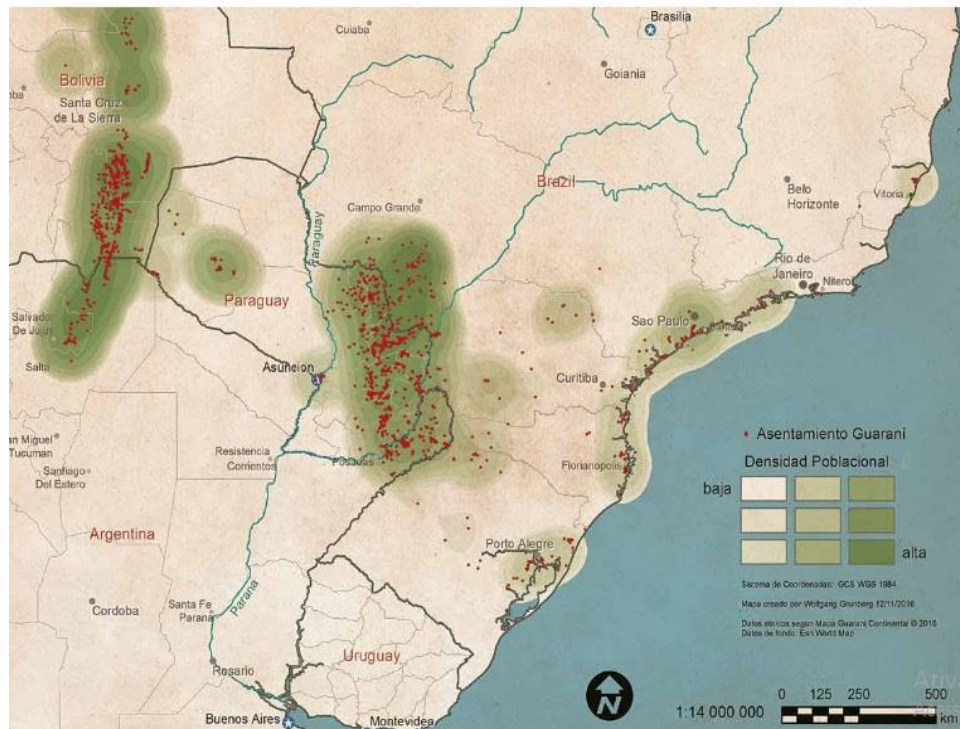 Brasilia
Cuiaba
Goiania
Bolivia
Santa Cruz
de La Sierra
Brazil
Belo
Horizonte
Vitoria
Campo Grande
Paraguay
Rio de
Janeiro
Niteroi
Paraguay
Sao Paulo
Salvador
De Jujuy
Salta
Asuncion
Curitiba
Asentamiento Guaraní
Densidad Poblacional
baja
alta
Miguel
Tucuman
Resistencia
Corrientes
Posadas
Santiago
Del Estero
Florianopolis
Argentina
Porto Alegre
Sistema de Coordenadas: GCS WGS 1984
Mapa creado por Wolfgang Grünberg 12/11/2016
Datos étnicos según Mapa Guaraní Continental © 2016
Datos de fondo: Esri World Map
Cordoba
Santa Fe
Parana
Parana
Uruguay
Rosario
Buenos Aires
Montevideo
N
1:14 000 000
0 125 250 500
km